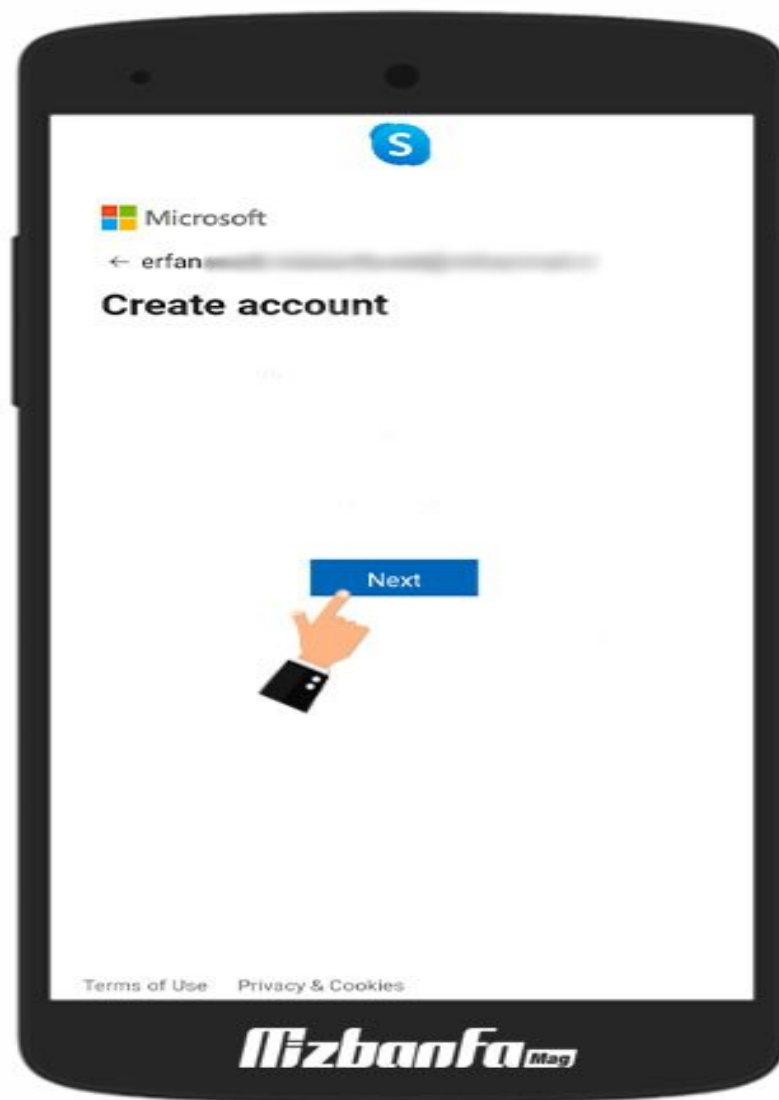 S
Microsoft
← erfan
Create account
Next
Terms of Use Privacy & Cookies
MizbanFa Mag